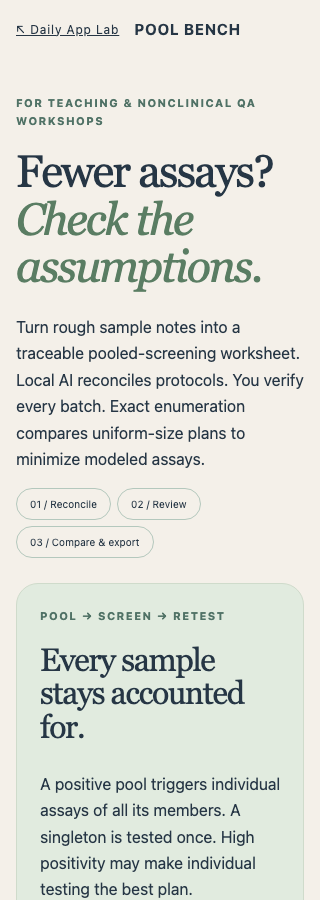 ↖ Daily App Lab POOL BENCH
FOR TEACHING & NONCLINICAL QA
WORKSHOPS
Fewer assays?
Check the
assumptions.
Turn rough sample notes into a
traceable pooled-screening worksheet.
Local AI reconciles protocols. You verify
every batch. Exact enumeration
compares uniform-size plans to
minimize modeled assays.
01 / Reconcile 02 / Review
03 / Compare & export
POOL → SCREEN → RETEST
Every sample
stays accounted
for.
A positive pool triggers individual
assays of all its members. A
singleton is tested once. High
positivity may make individual
testing the best plan.